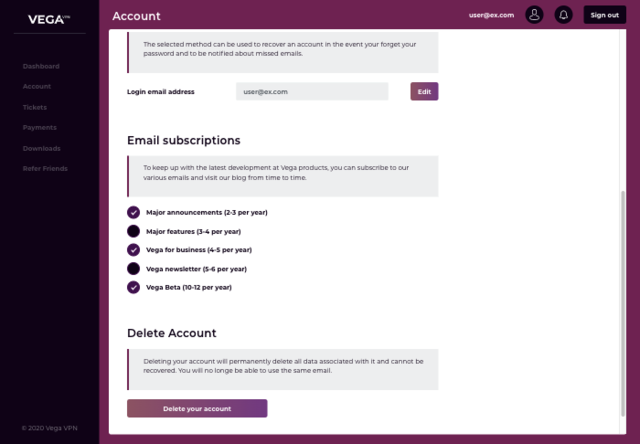 VEGA VPN
Account
user@ex.com
Sign out
Dashboard
Account
Tickets
Payments
Downloads
Refer Friends
The selected method can be used to recover an account in the event your forget your
password and to be notified about missed emails.
Login email address
user@ex.com
Edit
Email subscriptions
To keep up with the latest development at Vega products, you can subscribe to our
various emails and visit our blog from time to time.
Major announcements (2-3 per year)
Major features (3-4 per year)
Vega for business (4-5 per year)
Vega newsletter (5-6 per year)
Vega Beta (10-12 per year)
Delete Account
Deleting your account will permanently delete all data associated with it and cannot be
recovered. You will no longe be able to use the same email.
Delete your account
© 2020 Vega VPN